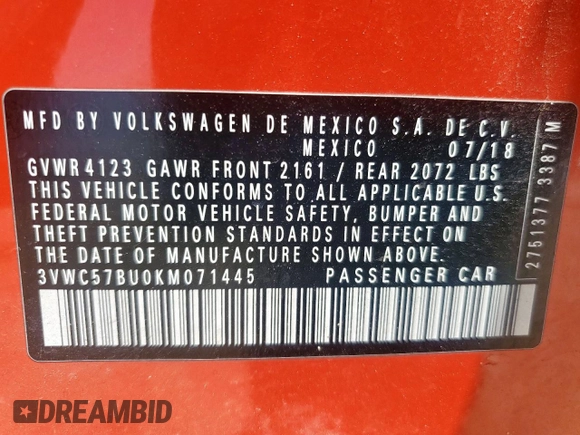 MFD BY VOLKSWAGEN DE MEXICO S.A. DE C.V.
MEXICO 07/18
GVWR 4123 GAWR FRONT 2161 / REAR 2072 LBS
THIS VEHICLE CONFORMS TO ALL APPLICABLE U.S.
FEDERAL MOTOR VEHICLE SAFETY, BUMPER AND
THEFT PREVENTION STANDARDS IN EFFECT ON
THE DATE OF MANUFACTURE SHOWN ABOVE.
3VWC57BU0KM071445 PASSENGER CAR
2751377 3387 M
DREAMBID